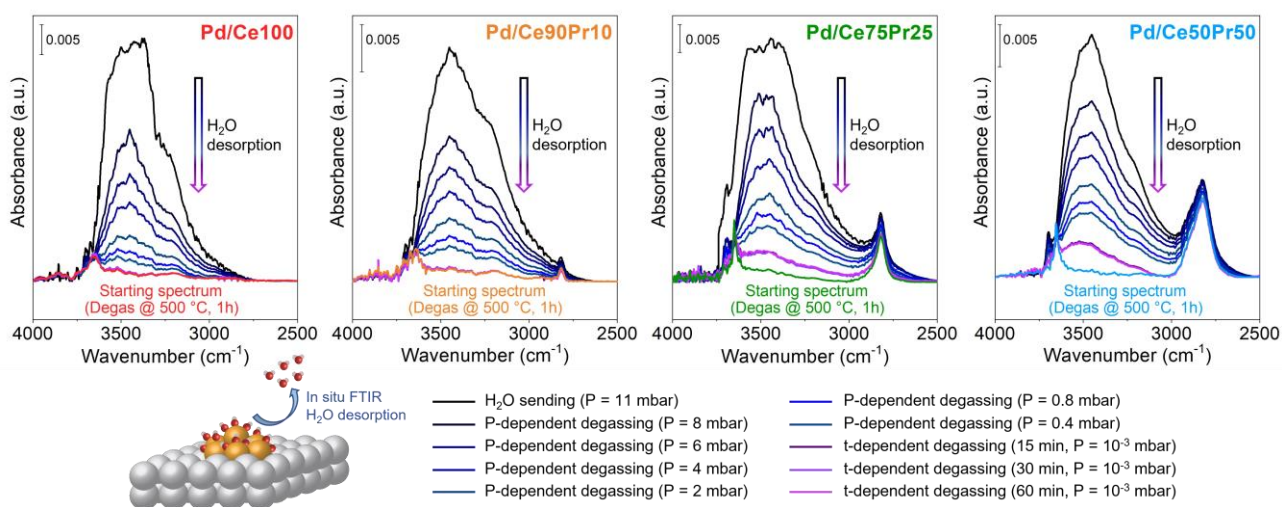 0.005
Pd/Ce100
H2O
desorption
Starting spectrum
(Degas @ 500 °C, 1h)
Absorbance (a.u.)
4000 3500 3000 2500
Wavenumber (cm-1)
0.005
Pd/Ce90Pr10
H2O
desorption
Starting spectrum
(Degas @ 500 °C, 1h)
Absorbance (a.u.)
4000 3500 3000 2500
Wavenumber (cm-1)
0.005
Pd/Ce75Pr25
H2O
desorption
Starting spectrum
(Degas @ 500 °C, 1h)
Absorbance (a.u.)
4000 3500 3000 2500
Wavenumber (cm-1)
0.005
Pd/Ce50Pr50
H2O
desorption
Starting spectrum
(Degas @ 500 °C, 1h)
Absorbance (a.u.)
4000 3500 3000 2500
Wavenumber (cm-1)
In situ FTIR
H2O desorption
H2O sending (P = 11 mbar)
P-dependent degassing (P = 8 mbar)
P-dependent degassing (P = 6 mbar)
P-dependent degassing (P = 4 mbar)
P-dependent degassing (P = 2 mbar)
P-dependent degassing (P = 0.8 mbar)
P-dependent degassing (P = 0.4 mbar)
t-dependent degassing (15 min, P = 10-3 mbar)
t-dependent degassing (30 min, P = 10-3 mbar)
t-dependent degassing (60 min, P = 10-3 mbar)